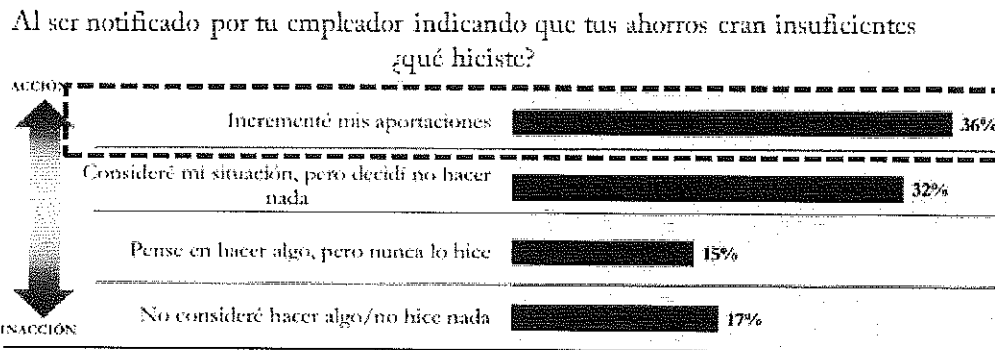 Al ser notificado por tu empleador indicando que tus ahorros eran insuficientes
¿qué hiciste?
ACCIÓN
Incrementé mis aportaciones
36%
Consideré mi situación, pero decidí no hacer
nada
32%
Pense en hacer algo, pero nunca lo hice
15%
No consideré hacer algo/no hice nada
17%
INACCIÓN